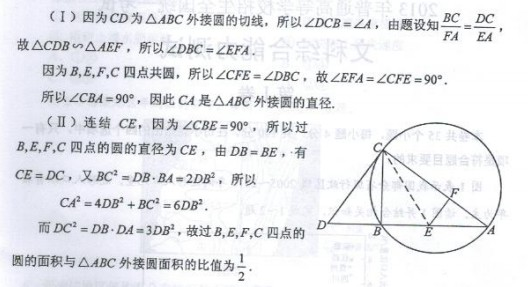 (Ⅰ)因为CD为△ABC外接圆的切线，所以∠DCB=∠A，由题设知 BC/FA = DC/EA，
故△CDB∽△AEF，所以∠DBC=∠EFA．
因为B,E,F,C四点共圆，所以∠CFE=∠DBC，故∠EFA=∠CFE=90°．
所以∠CBA=90°，因此CA是△ABC外接圆的直径．
(Ⅱ)连结 CE，因为∠CBE=90°，所以过
B,E,F,C 四点的圆的直径为CE，由DB=BE，有
CE=DC，又BC²=DB·BA=2DB²，所以
CA²=4DB²+BC²=6DB²．
而DC²=DB·DA=3DB²，故过B,E,F,C四点的
圆的面积与△ABC外接圆面积的比值为1/2．
C
F
D
B
E
A